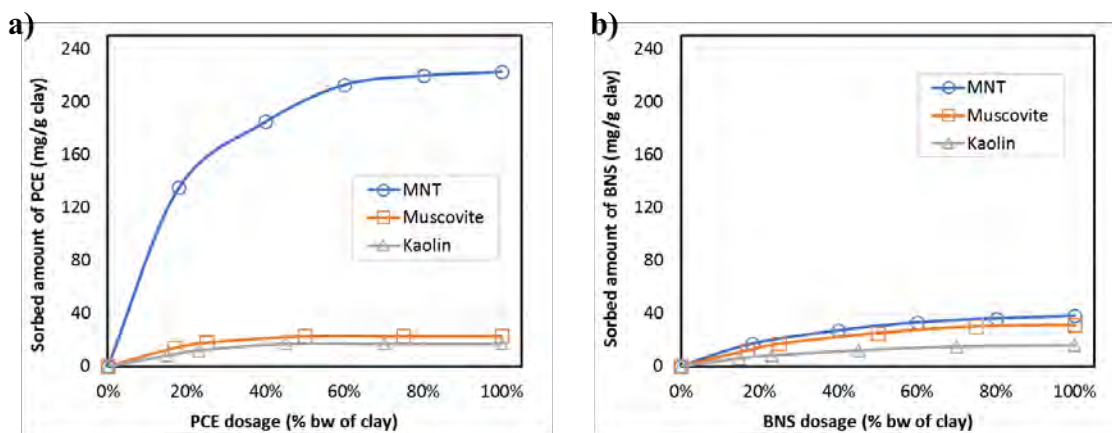 a)
Sorbed amount of PCE (mg/g clay)
240
200
160
120
80
40
0
MNT
Muscovite
Kaolin
0% 20% 40% 60% 80% 100%
PCE dosage (% bw of clay)
b)
Sorbed amount of BNS (mg/g clay)
240
200
160
120
80
40
0
MNT
Muscovite
Kaolin
0% 20% 40% 60% 80% 100%
BNS dosage (% bw of clay)